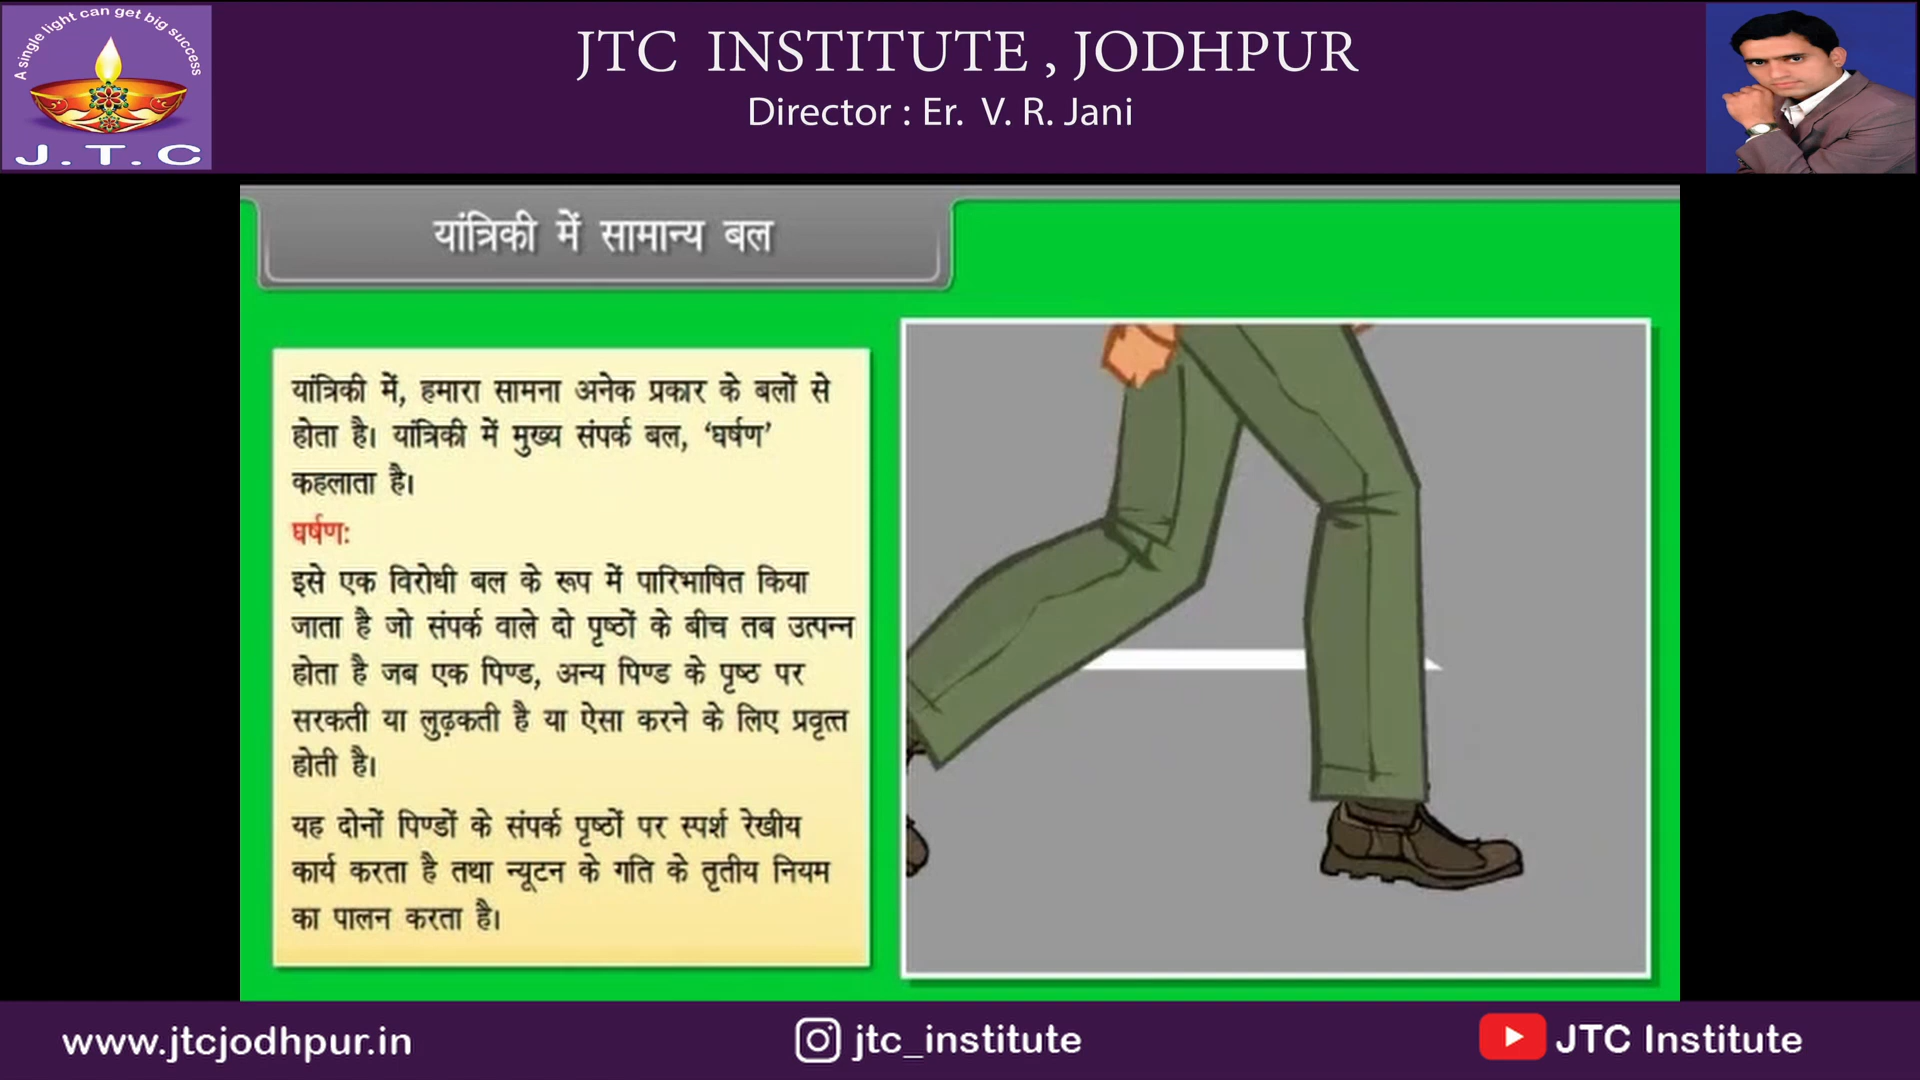 A single light can get big success
J.T.C
JTC INSTITUTE , JODHPUR
Director : Er. V. R. Jani
यांत्रिकी में सामान्य बल
यांत्रिकी में, हमारा सामना अनेक प्रकार के बलों से
होता है। यांत्रिकी में मुख्य संपर्क बल, ‘घर्षण’
कहलाता है।
घर्षण:
इसे एक विरोधी बल के रूप में पारिभाषित किया
जाता है जो संपर्क वाले दो पृष्ठों के बीच तब उत्पन्न
होता है जब एक पिण्ड, अन्य पिण्ड के पृष्ठ पर
सरकती या लुढ़कती है या ऐसा करने के लिए प्रवृत्त
होती है।
यह दोनों पिण्डों के संपर्क पृष्ठों पर स्पर्श रेखीय
कार्य करता है तथा न्यूटन के गति के तृतीय नियम
का पालन करता है।
www.jtcjodhpur.in
jtc_institute
JTC Institute